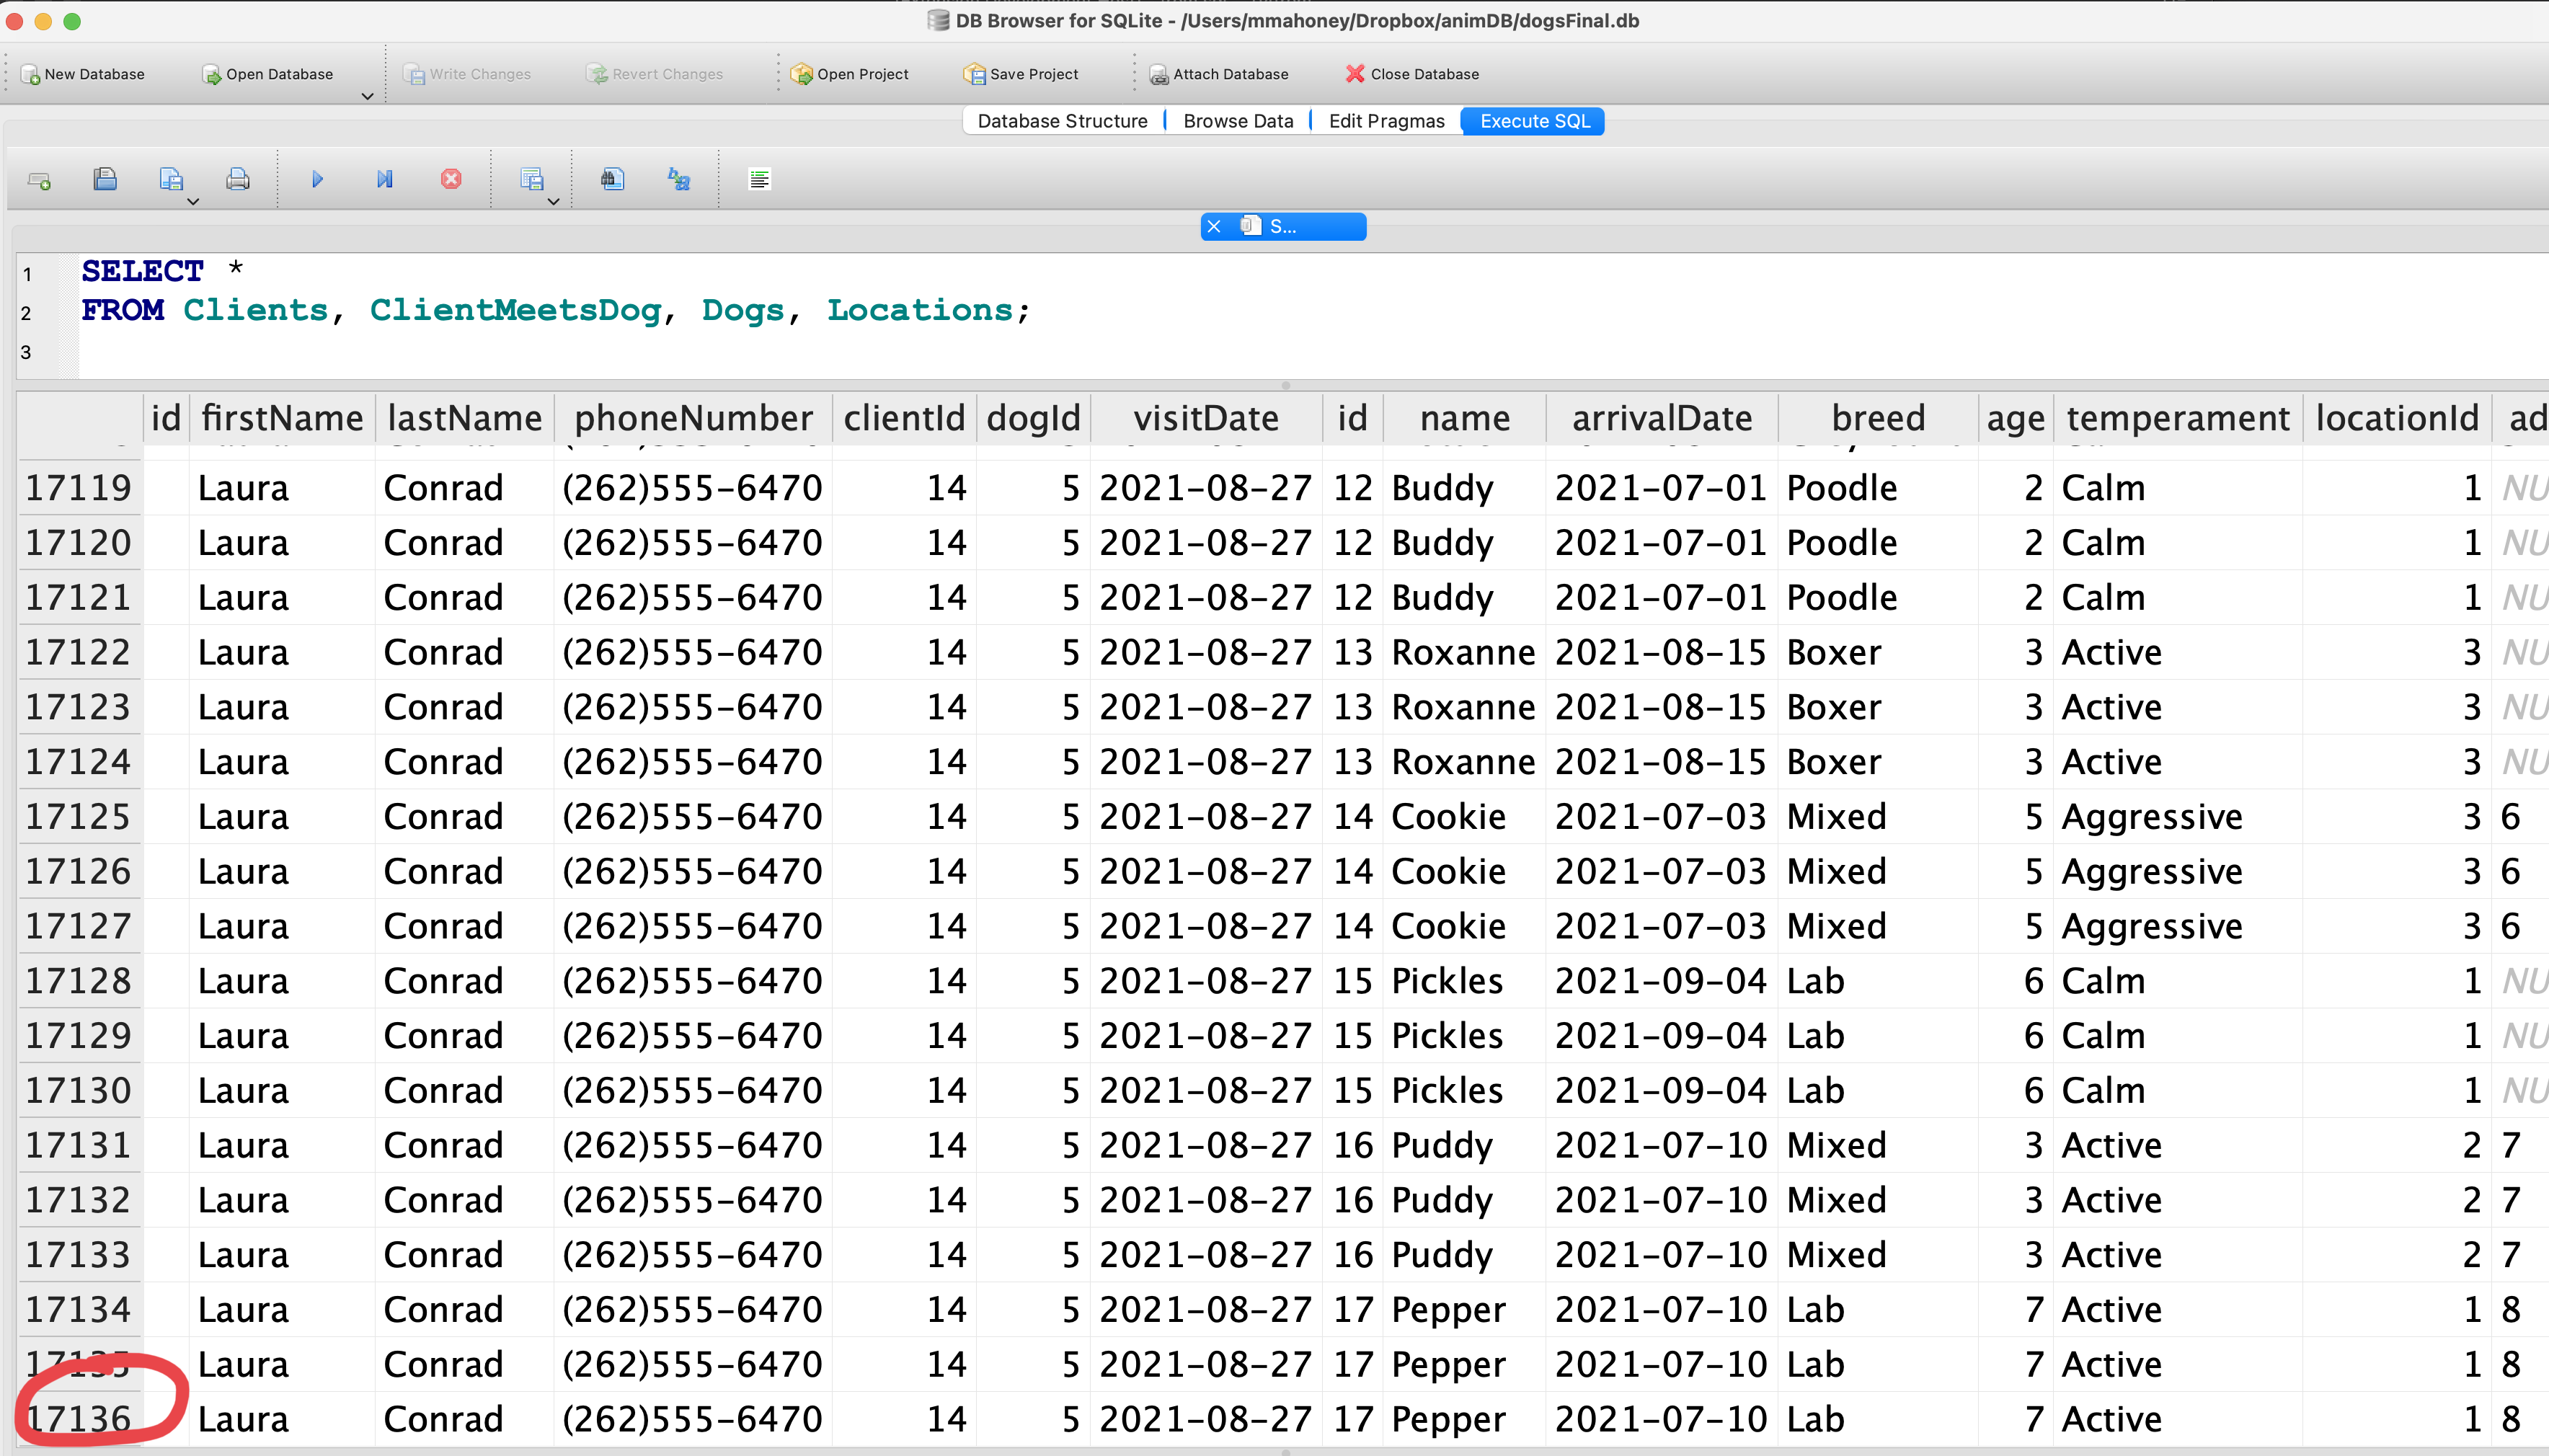 DB Browser for SQLite - /Users/mmahoney/Dropbox/animDB/dogsFinal.db
New Database Open Database Write Changes Revert Changes Open Project Save Project Attach Database Close Database
Database Structure Browse Data Edit Pragmas Execute SQL
S...
1 SELECT *
2 FROM Clients, ClientMeetsDog, Dogs, Locations;
3
id firstName lastName phoneNumber clientId dogId visitDate id name arrivalDate breed age temperament locationId ad
17119 Laura Conrad (262)555-6470 14 5 2021-08-27 12 Buddy 2021-07-01 Poodle 2 Calm 1 NU
17120 Laura Conrad (262)555-6470 14 5 2021-08-27 12 Buddy 2021-07-01 Poodle 2 Calm 1 NU
17121 Laura Conrad (262)555-6470 14 5 2021-08-27 12 Buddy 2021-07-01 Poodle 2 Calm 1 NU
17122 Laura Conrad (262)555-6470 14 5 2021-08-27 13 Roxanne 2021-08-15 Boxer 3 Active 3 NU
17123 Laura Conrad (262)555-6470 14 5 2021-08-27 13 Roxanne 2021-08-15 Boxer 3 Active 3 NU
17124 Laura Conrad (262)555-6470 14 5 2021-08-27 13 Roxanne 2021-08-15 Boxer 3 Active 3 NU
17125 Laura Conrad (262)555-6470 14 5 2021-08-27 14 Cookie 2021-07-03 Mixed 5 Aggressive 3 6
17126 Laura Conrad (262)555-6470 14 5 2021-08-27 14 Cookie 2021-07-03 Mixed 5 Aggressive 3 6
17127 Laura Conrad (262)555-6470 14 5 2021-08-27 14 Cookie 2021-07-03 Mixed 5 Aggressive 3 6
17128 Laura Conrad (262)555-6470 14 5 2021-08-27 15 Pickles 2021-09-04 Lab 6 Calm 1 NU
17129 Laura Conrad (262)555-6470 14 5 2021-08-27 15 Pickles 2021-09-04 Lab 6 Calm 1 NU
17130 Laura Conrad (262)555-6470 14 5 2021-08-27 15 Pickles 2021-09-04 Lab 6 Calm 1 NU
17131 Laura Conrad (262)555-6470 14 5 2021-08-27 16 Puddy 2021-07-10 Mixed 3 Active 2 7
17132 Laura Conrad (262)555-6470 14 5 2021-08-27 16 Puddy 2021-07-10 Mixed 3 Active 2 7
17133 Laura Conrad (262)555-6470 14 5 2021-08-27 16 Puddy 2021-07-10 Mixed 3 Active 2 7
17134 Laura Conrad (262)555-6470 14 5 2021-08-27 17 Pepper 2021-07-10 Lab 7 Active 1 8
17135 Laura Conrad (262)555-6470 14 5 2021-08-27 17 Pepper 2021-07-10 Lab 7 Active 1 8
17136 Laura Conrad (262)555-6470 14 5 2021-08-27 17 Pepper 2021-07-10 Lab 7 Active 1 8